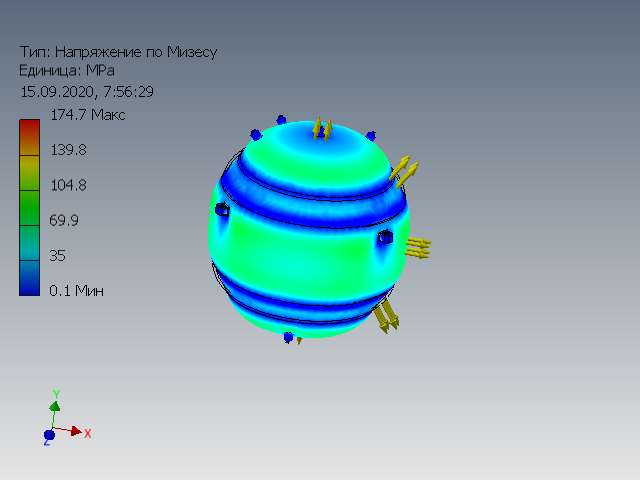 Тип: Напряжение по Мизесу
Единица: MPa
15.09.2020, 7:56:29
174.7 Макс
139.8
104.8
69.9
35
0.1 Мин
Y
X
Z